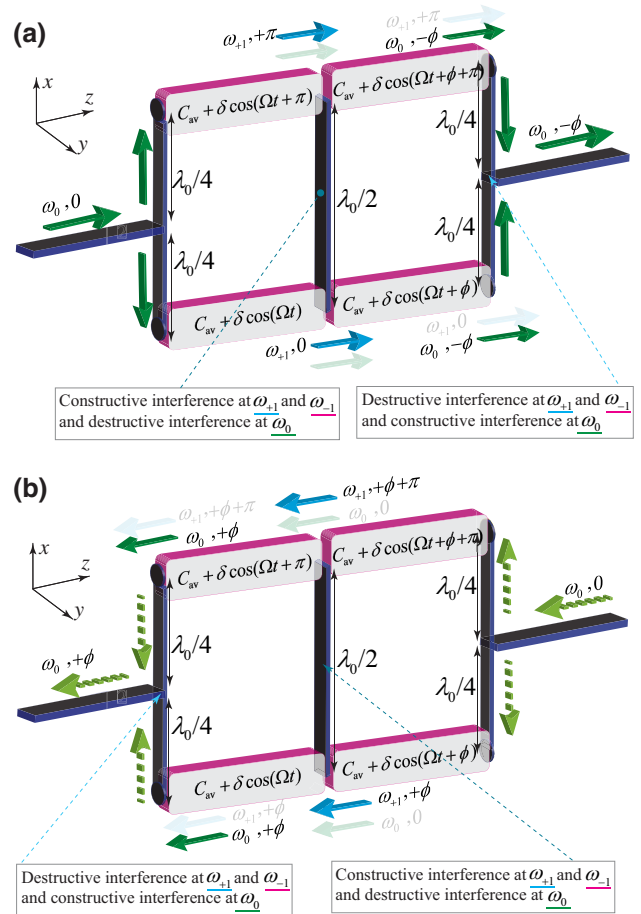 (a)
ω+1,+π
ω+1,+π
ω0,-ϕ
x
z
y
Cav + δ cos(Ωt + π)
Cav + δ cos(Ωt + ϕ + π)
λ0/4
λ0/4
ω0,-ϕ
ω0,0
λ0/2
λ0/4
λ0/4
Cav + δ cos(Ωt)
Cav + δ cos(Ωt + ϕ)
ω+1,0
ω+1,0
ω0,-ϕ
Constructive interference at ω+1 and ω-1
and destructive interference at ω0
Destructive interference at ω+1 and ω-1
and constructive interference at ω0
(b)
ω+1,+ϕ+π
ω+1,+ϕ+π
ω0,0
ω0,+ϕ
x
z
y
Cav + δ cos(Ωt + π)
Cav + δ cos(Ωt + ϕ + π)
λ0/4
λ0/4
ω0,0
ω0,+ϕ
λ0/2
λ0/4
λ0/4
Cav + δ cos(Ωt)
Cav + δ cos(Ωt + ϕ)
ω+1,+ϕ
ω+1,+ϕ
ω0,0
ω0,+ϕ
Destructive interference at ω+1 and ω-1
and constructive interference at ω0
Constructive interference at ω+1 and ω-1
and destructive interference at ω0